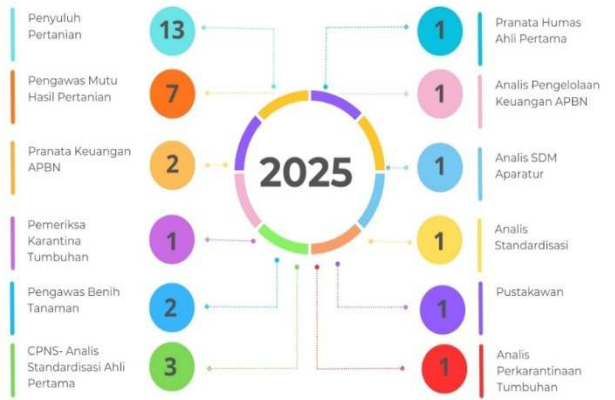 Penyuluh
Pertanian
13
Pengawas Mutu
Hasil Pertanian
7
Pranata Keuangan
APBN
2
Pemeriksa
Karantina
Tumbuhan
1
Pengawas Benih
Tanaman
2
CPNS- Analis
Standardisasi Ahli
Pertama
3
2025
1
Pranata Humas
Ahli Pertama
1
Analis Pengelolaan
Keuangan APBN
1
Analis SDM
Aparatur
1
Analis
Standardisasi
1
Pustakawan
1
Analis
Perkarantinaan
Tumbuhan